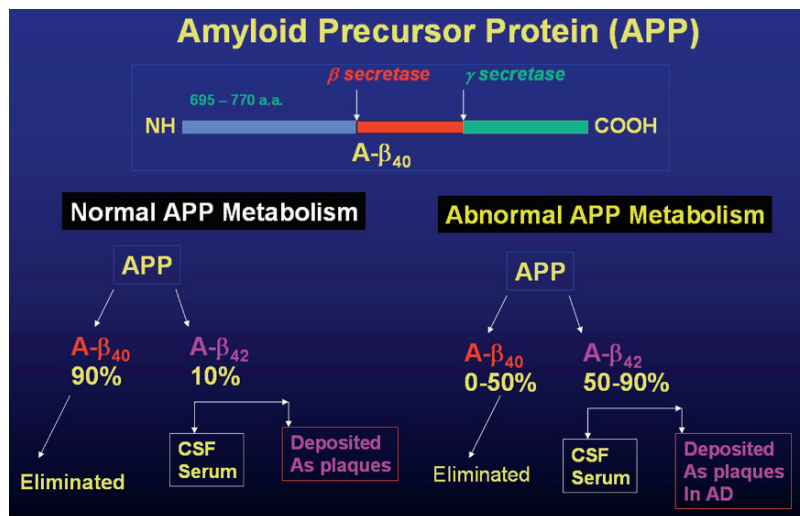 Amyloid Precursor Protein (APP)
β secretase
γ secretase
695 – 770 a.a.
NH
COOH
A-β40
Normal APP Metabolism
Abnormal APP Metabolism
APP
APP
A-β40
A-β42
90%
10%
A-β40
A-β42
0-50%
50-90%
CSF
Serum
Deposited
As plaques
Eliminated
CSF
Serum
Deposited
As plaques
In AD
Eliminated